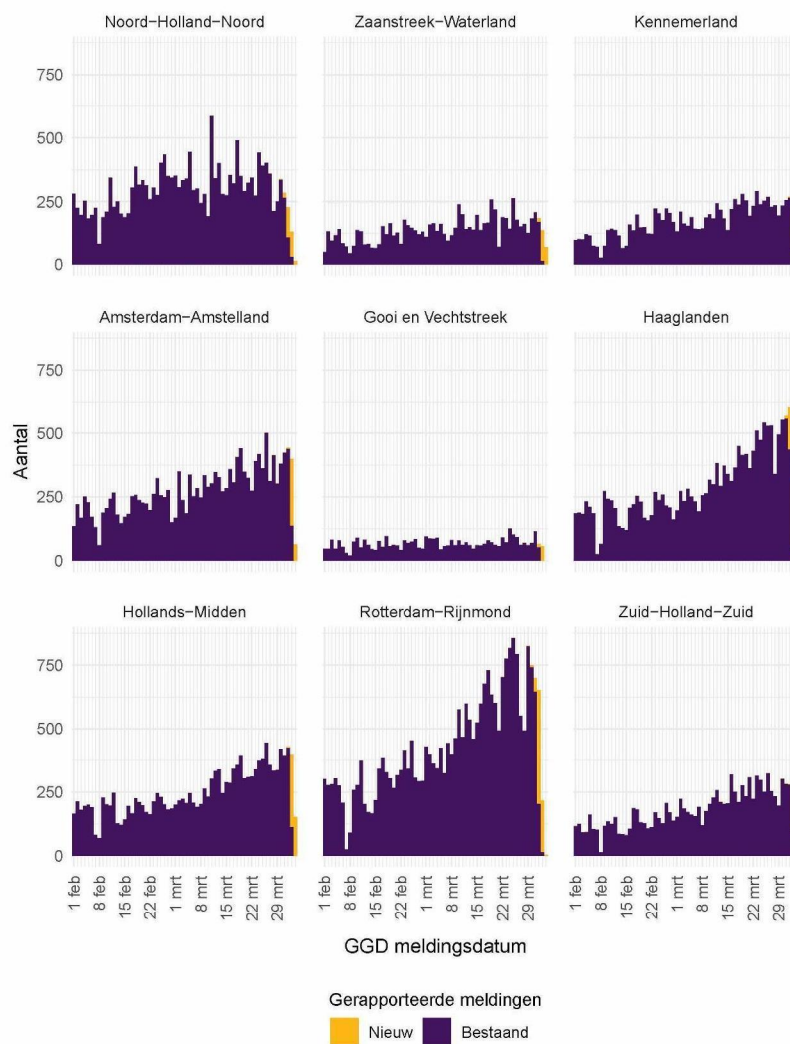 Noord-Holland-Noord Zaanstreek-Waterland Kennemerland
750
500
250
0
Amsterdam-Amstelland Gooi en Vechtstreek Haaglanden
750
500
250
0
Aantal
Hollands-Midden Rotterdam-Rijnmond Zuid-Holland-Zuid
750
500
250
0
1 feb 8 feb 15 feb 22 feb 1 mrt 8 mrt 15 mrt 22 mrt 29 mrt 1 feb 8 feb 15 feb 22 feb 1 mrt 8 mrt 15 mrt 22 mrt 29 mrt 1 feb 8 feb 15 feb 22 feb 1 mrt 8 mrt 15 mrt 22 mrt 29 mrt
GGD meldingsdatum
Gerapporteerde meldingen
Nieuw Bestaand